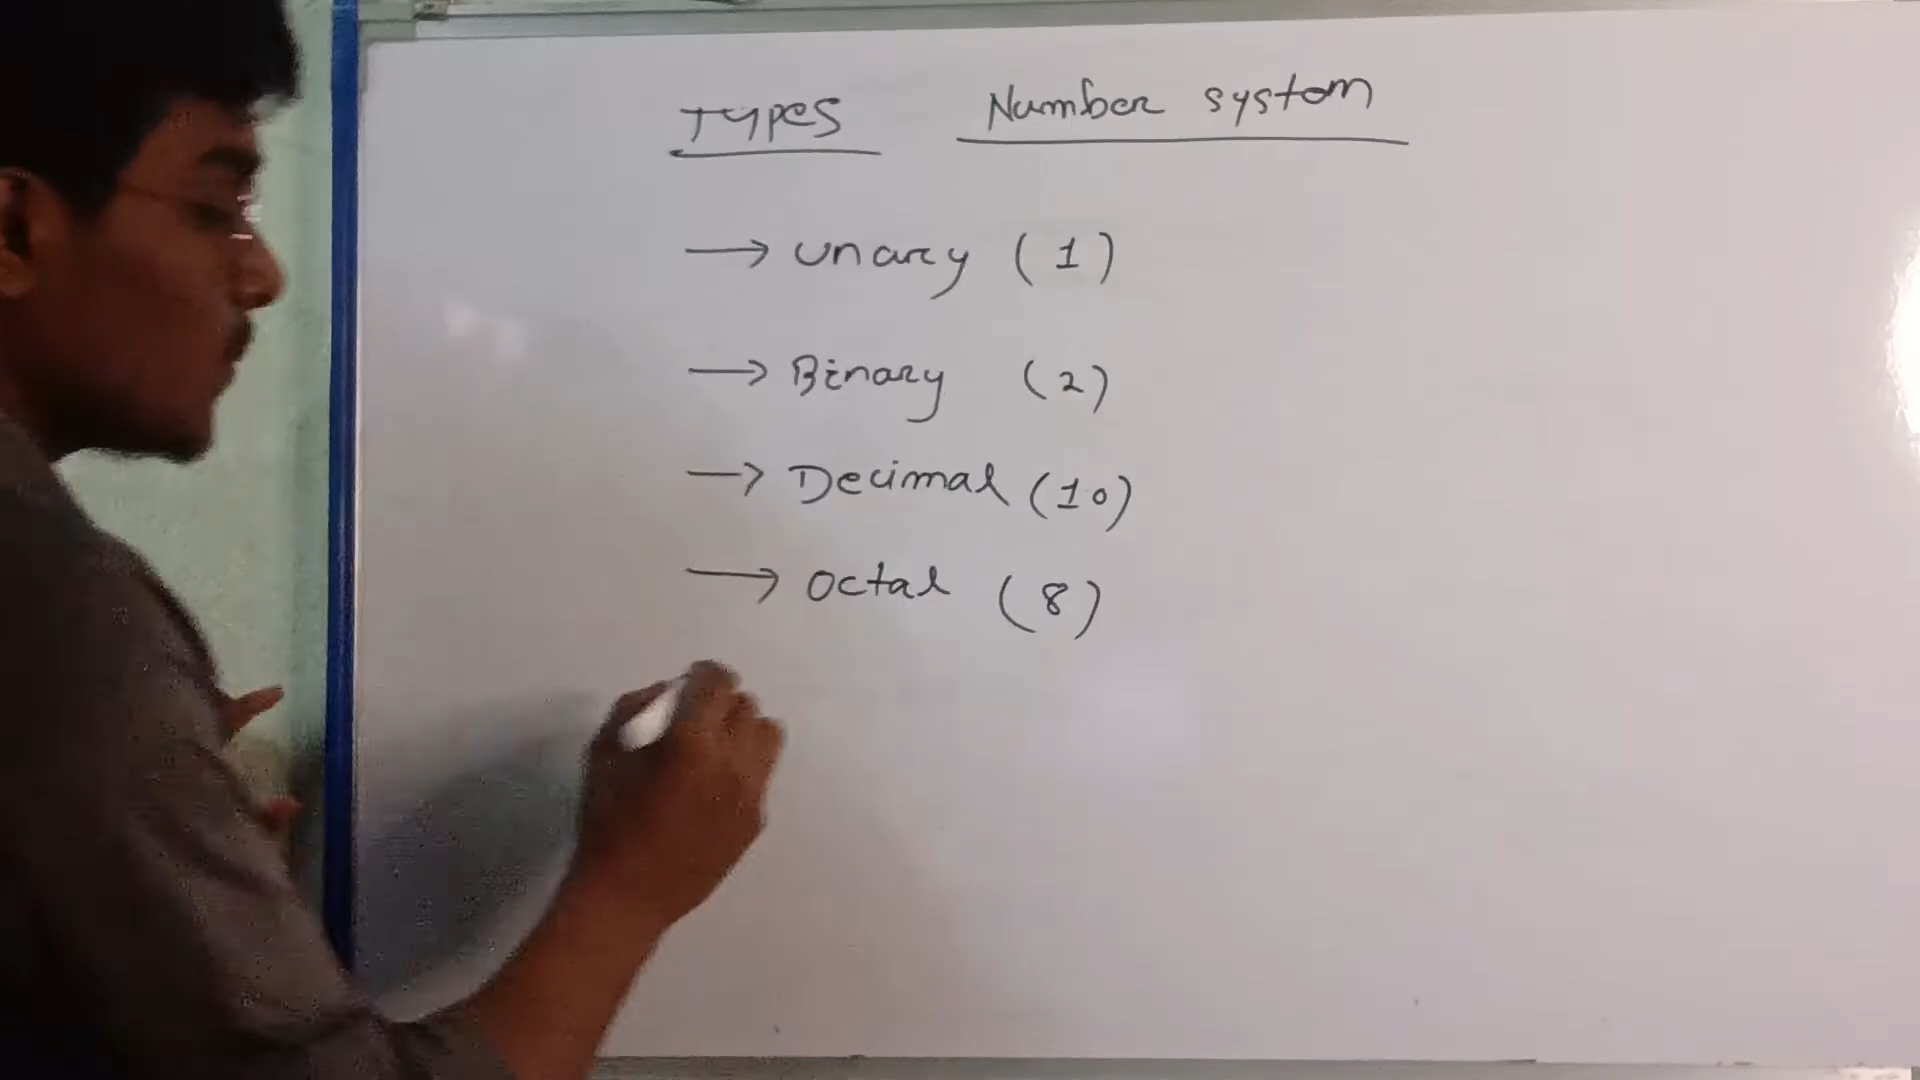 Types Number system
→ unary (1)
→ Binary (2)
→ Decimal (10)
→ octal (8)